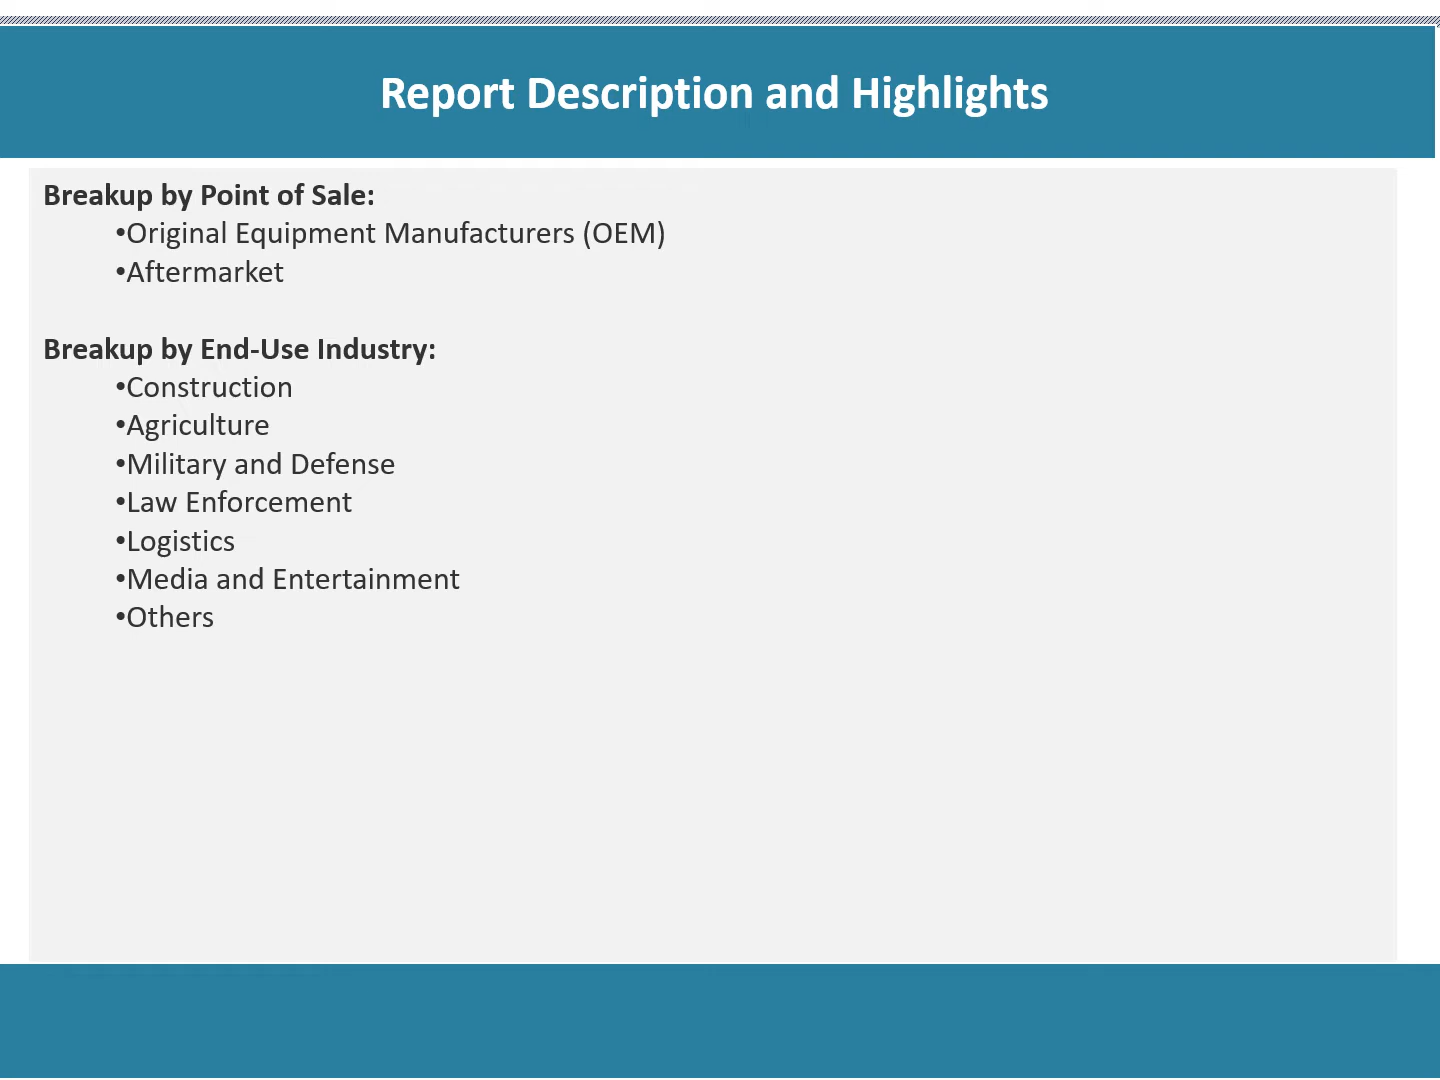 Report Description and Highlights
Breakup by Point of Sale:
•Original Equipment Manufacturers (OEM)
•Aftermarket
Breakup by End-Use Industry:
•Construction
•Agriculture
•Military and Defense
•Law Enforcement
•Logistics
•Media and Entertainment
•Others